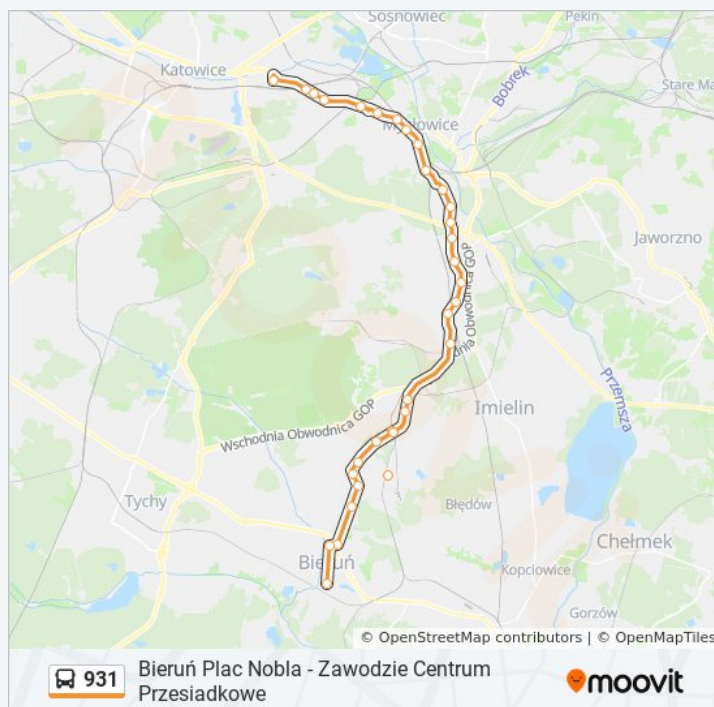 Sosnowiec
Pekin
Katowice
Bobrek
Stare Ma
Mysłowice
Jaworzno
dnia Obwodnica GOP
Przemsza
Imielin
Wschodnia Obwodnica GOP
Tychy
Błędów
Chełmek
Bieruń
Kopciowice
Gorzów
© OpenStreetMap contributors | © OpenMapTiles
931
Bieruń Plac Nobla - Zawodzie Centrum
Przesiadkowe
moovit